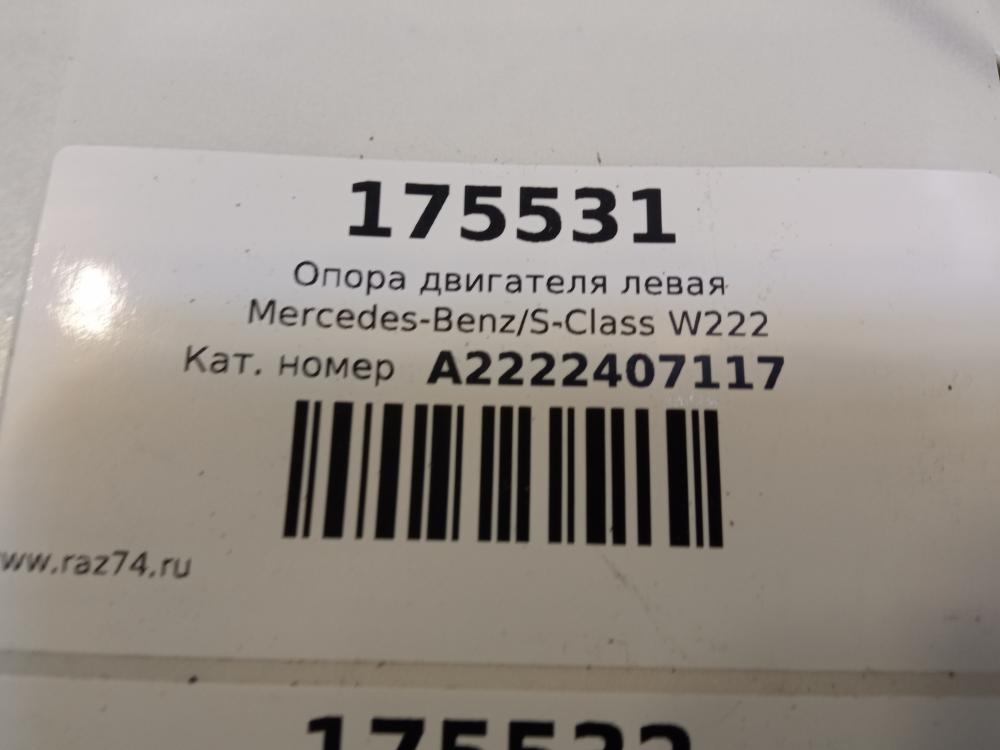 175531
Опора двигателя левая
Mercedes-Benz/S-Class W222
Кат. номер A2222407117
www.raz74.ru